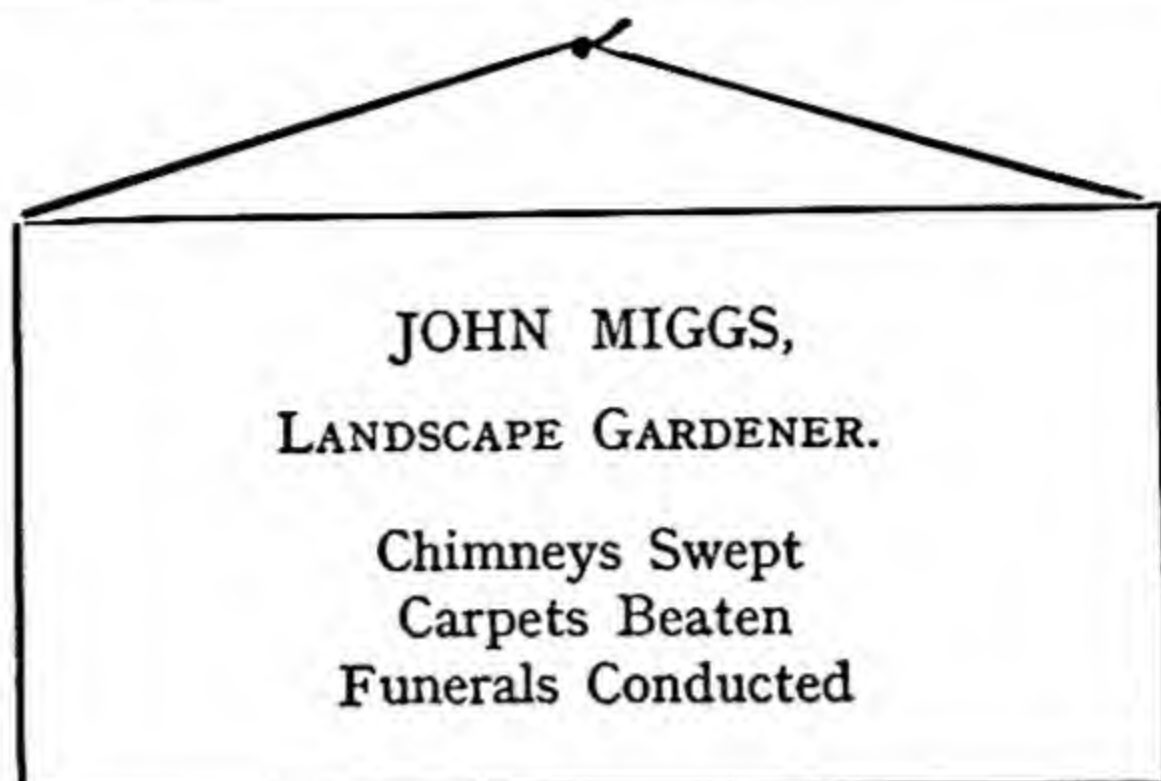 JOHN MIGGS,
LANDSCAPE GARDENER.
Chimneys Swept
Carpets Beaten
Funerals Conducted